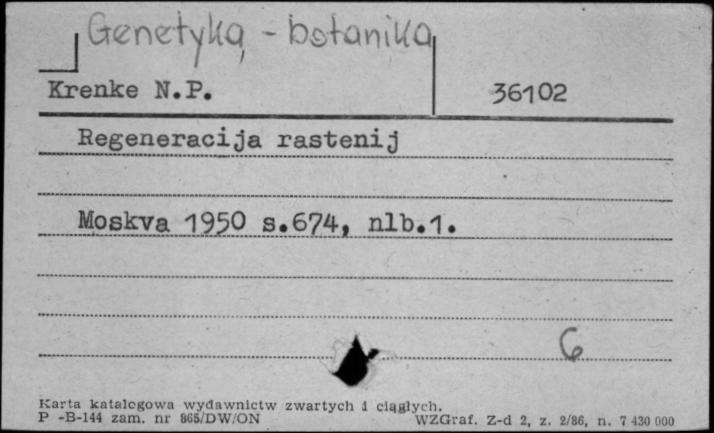 Genetyką - botanika
Krenke N.P. 36102
Regeneracija rastenij
Moskva 1950 s.674, nlb.1.
6
Karta katalogowa wydawnictw zwartych i ciągłych.
P -B-144 zam. nr 865/DW/ON WZGraf. Z-d 2, z. 2/86, n. 7 430 000